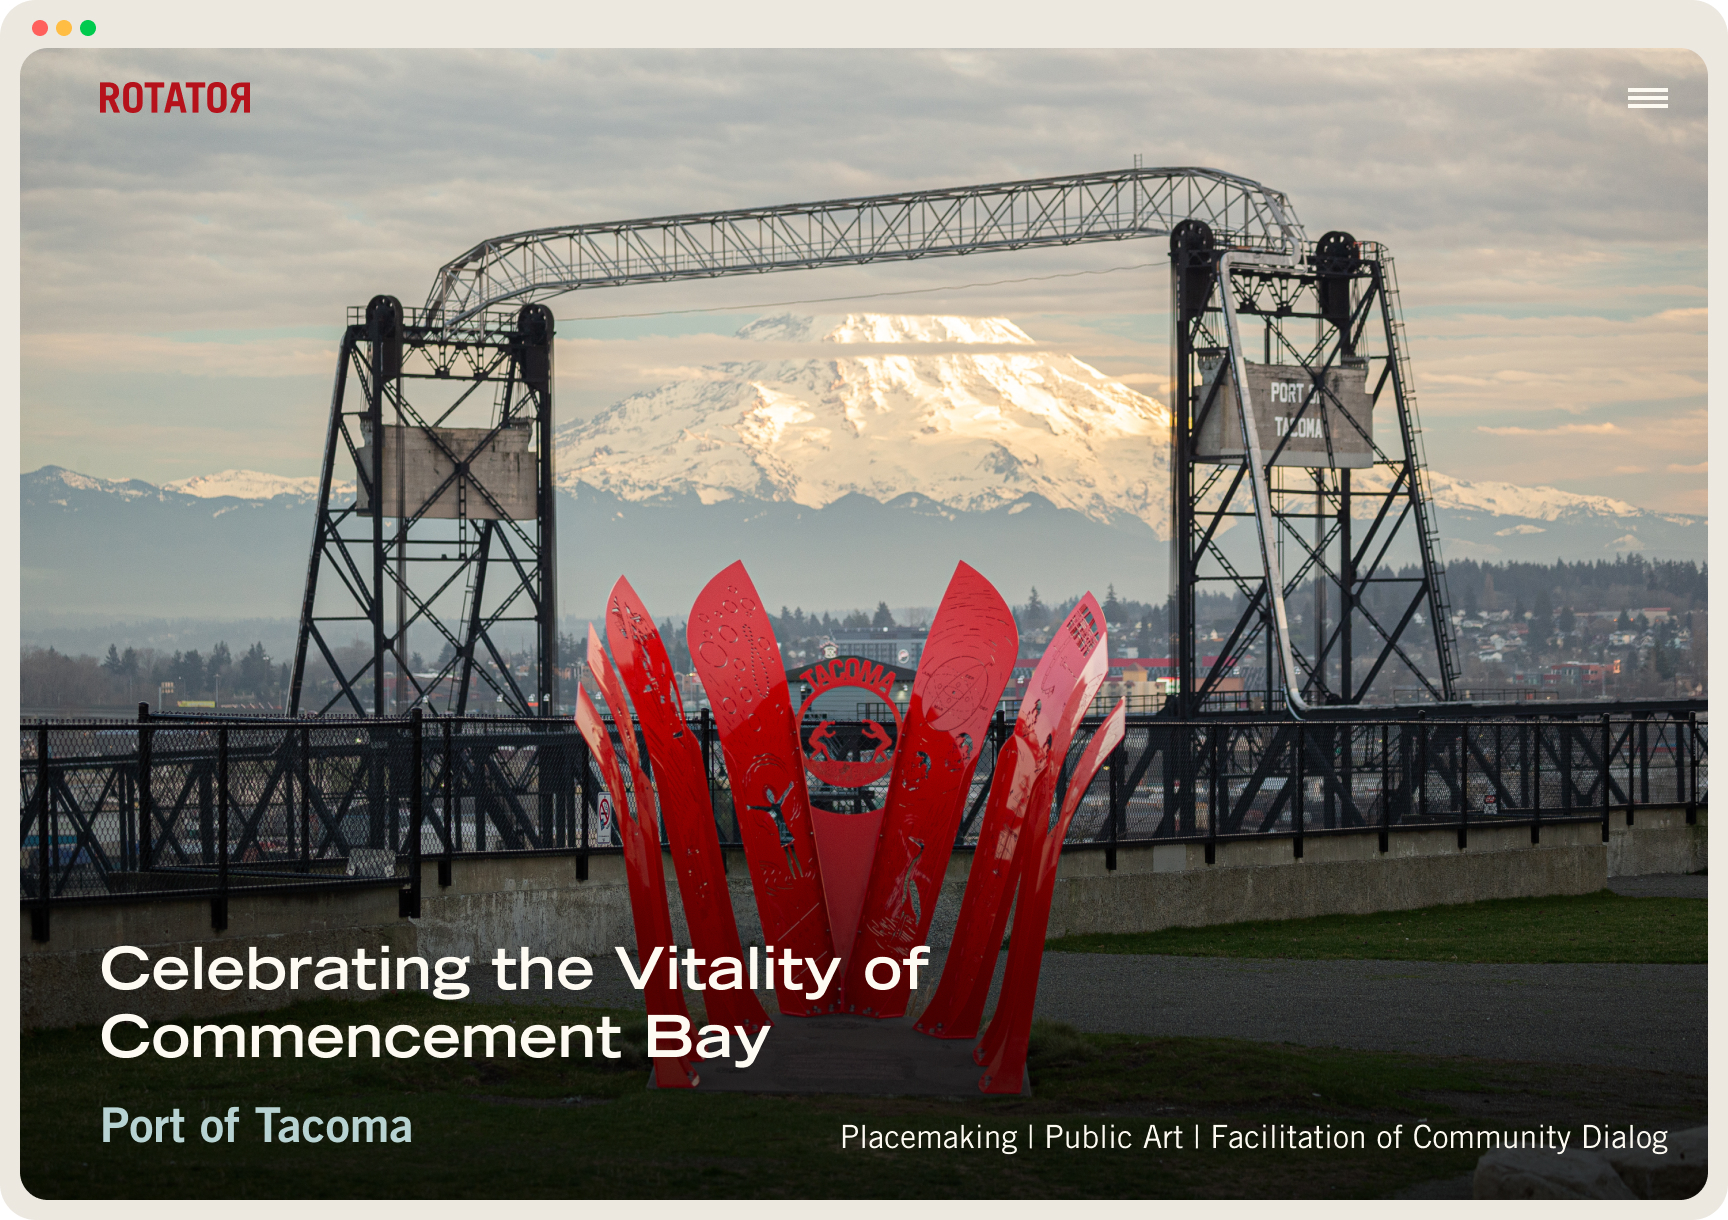 ROTATOR
PORT
TACOMA
TACOMA
Celebrating the Vitality of
Commencement Bay
Port of Tacoma
Placemaking | Public Art | Facilitation of Community Dialog